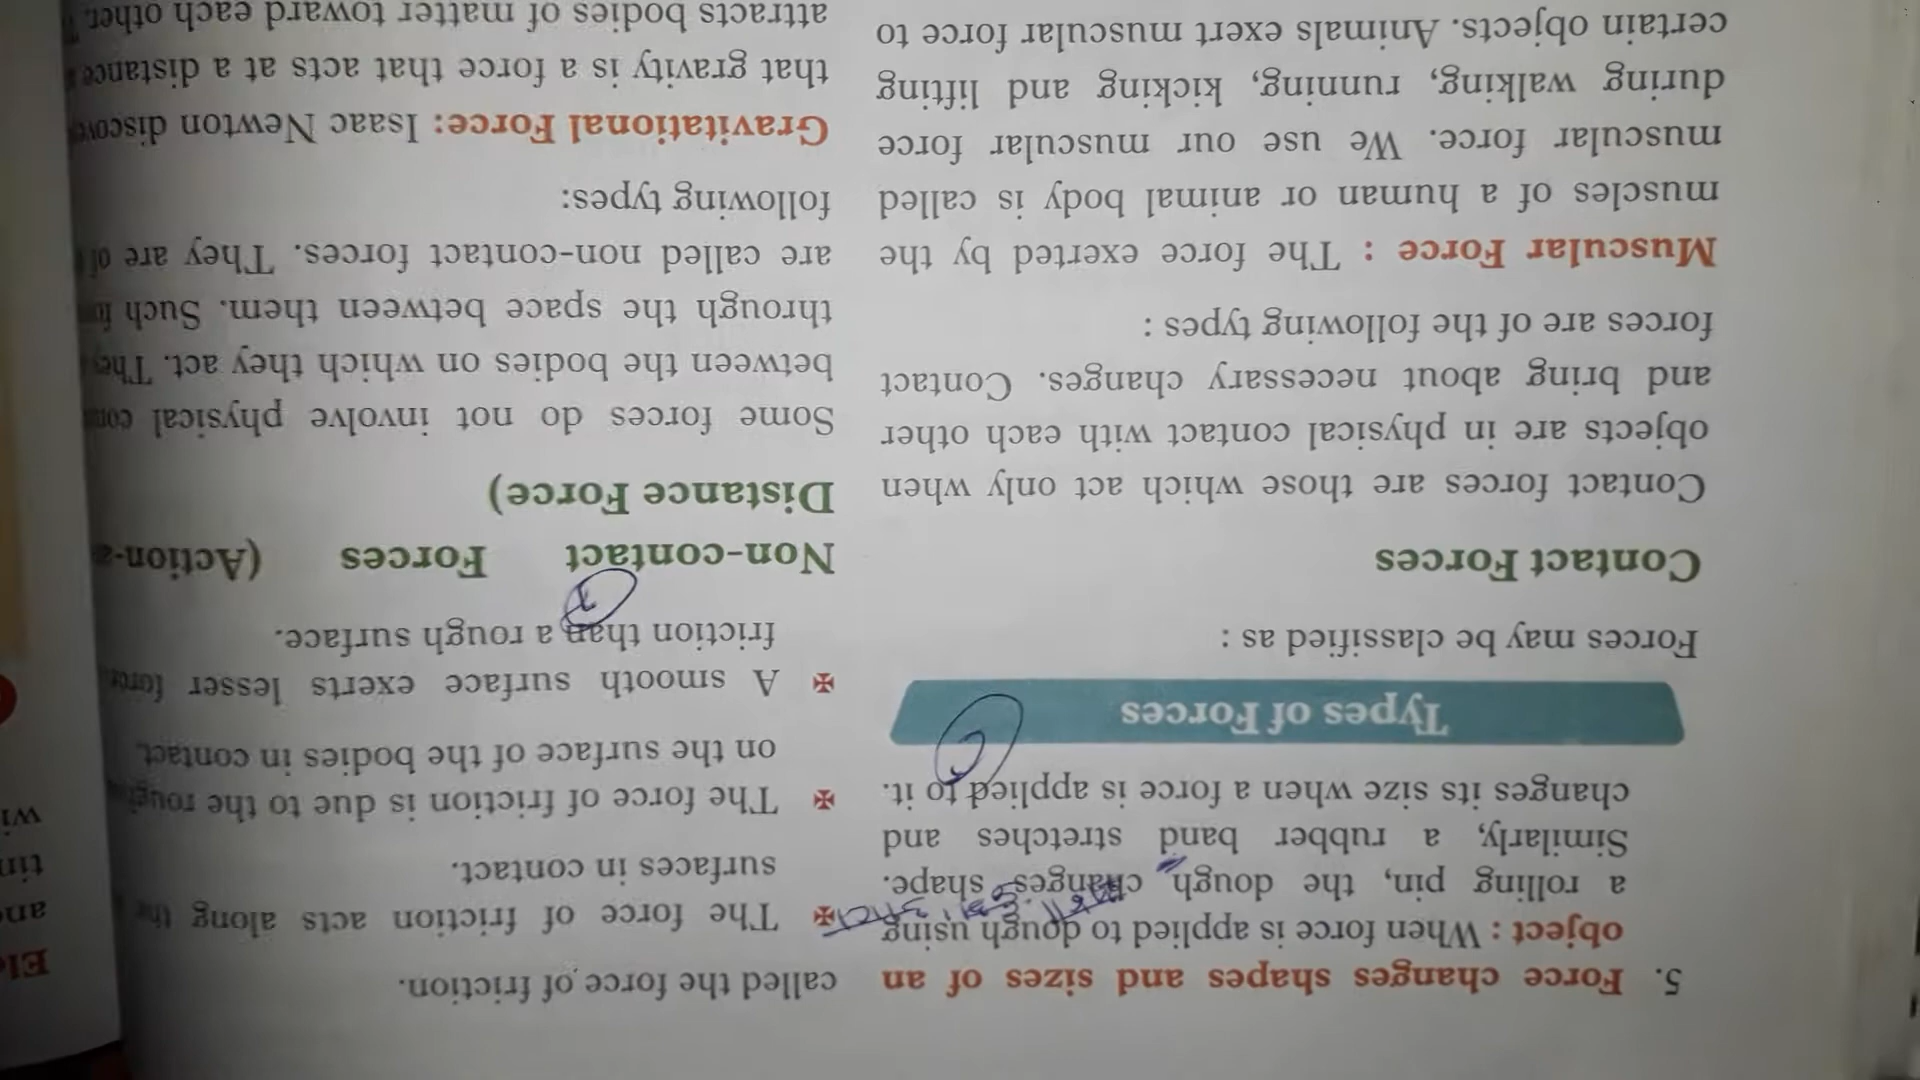 5. Force changes shapes and sizes of an
object : When force is applied to dough using
a rolling pin, the dough changes shape.
Similarly, a rubber band stretches and
changes its size when a force is applied to it.
Types of Forces
Forces may be classified as :
Contact Forces
Contact forces are those which act only when
objects are in physical contact with each other
and bring about necessary changes. Contact
forces are of the following types :
Muscular Force : The force exerted by the
muscles of a human or animal body is called
muscular force. We use our muscular force
during walking, running, kicking and lifting
certain objects. Animals exert muscular force to
called the force of friction.
✠ The force of friction acts along the
surfaces in contact.
✠ The force of friction is due to the
on the surface of the bodies in contact
✠ A smooth surface exerts lesser force
friction than a rough surface.
Non-contact Forces (Action-a
Distance Force)
Some forces do not involve physical
between the bodies on which they act. They
through the space between them. Such
are called non-contact forces. They are of
following types:
Gravitational Force: Isaac Newton discove
that gravity is a force that acts at a distance
attracts bodies of matter toward each other.
Ele
an
tin
wi